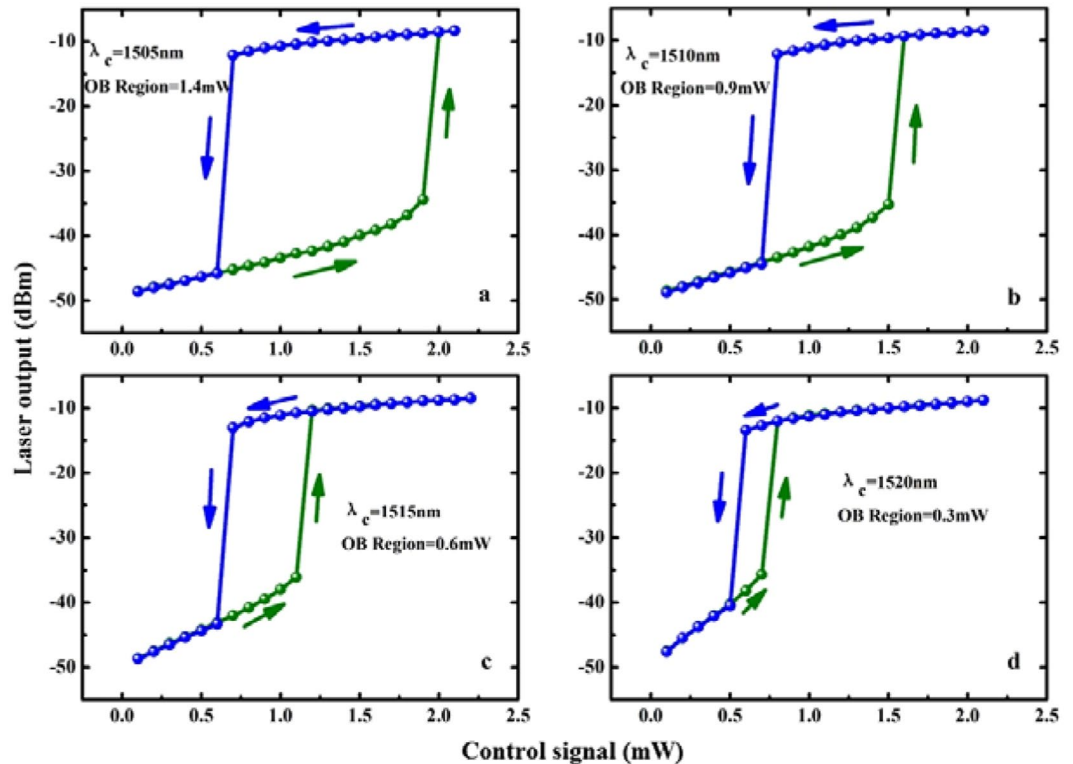 -10
-20
-30
-40
-50
λc=1505nm
OB Region=1.4mW
a
0.0 0.5 1.0 1.5 2.0 2.5
-10
-20
-30
-40
-50
λc=1510nm
OB Region=0.9mW
b
0.0 0.5 1.0 1.5 2.0 2.5
Laser output (dBm)
-10
-20
-30
-40
-50
λc=1515nm
OB Region=0.6mW
c
0.0 0.5 1.0 1.5 2.0 2.5
-10
-20
-30
-40
-50
λc=1520nm
OB Region=0.3mW
d
0.0 0.5 1.0 1.5 2.0 2.5
Control signal (mW)